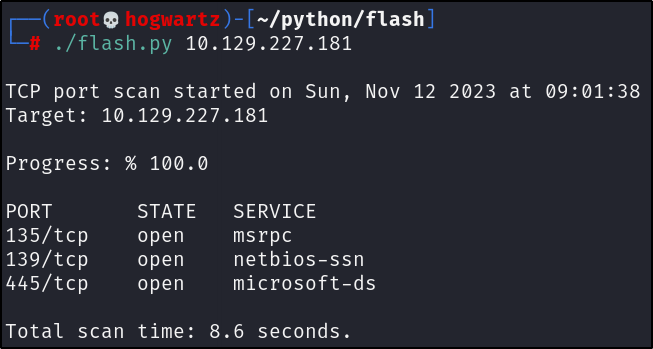 ┌──(root💀hogwartz)-[~/python/flash]
└─# ./flash.py 10.129.227.181
TCP port scan started on Sun, Nov 12 2023 at 09:01:38
Target: 10.129.227.181
Progress: % 100.0
PORT STATE SERVICE
135/tcp open msrpc
139/tcp open netbios-ssn
445/tcp open microsoft-ds
Total scan time: 8.6 seconds.